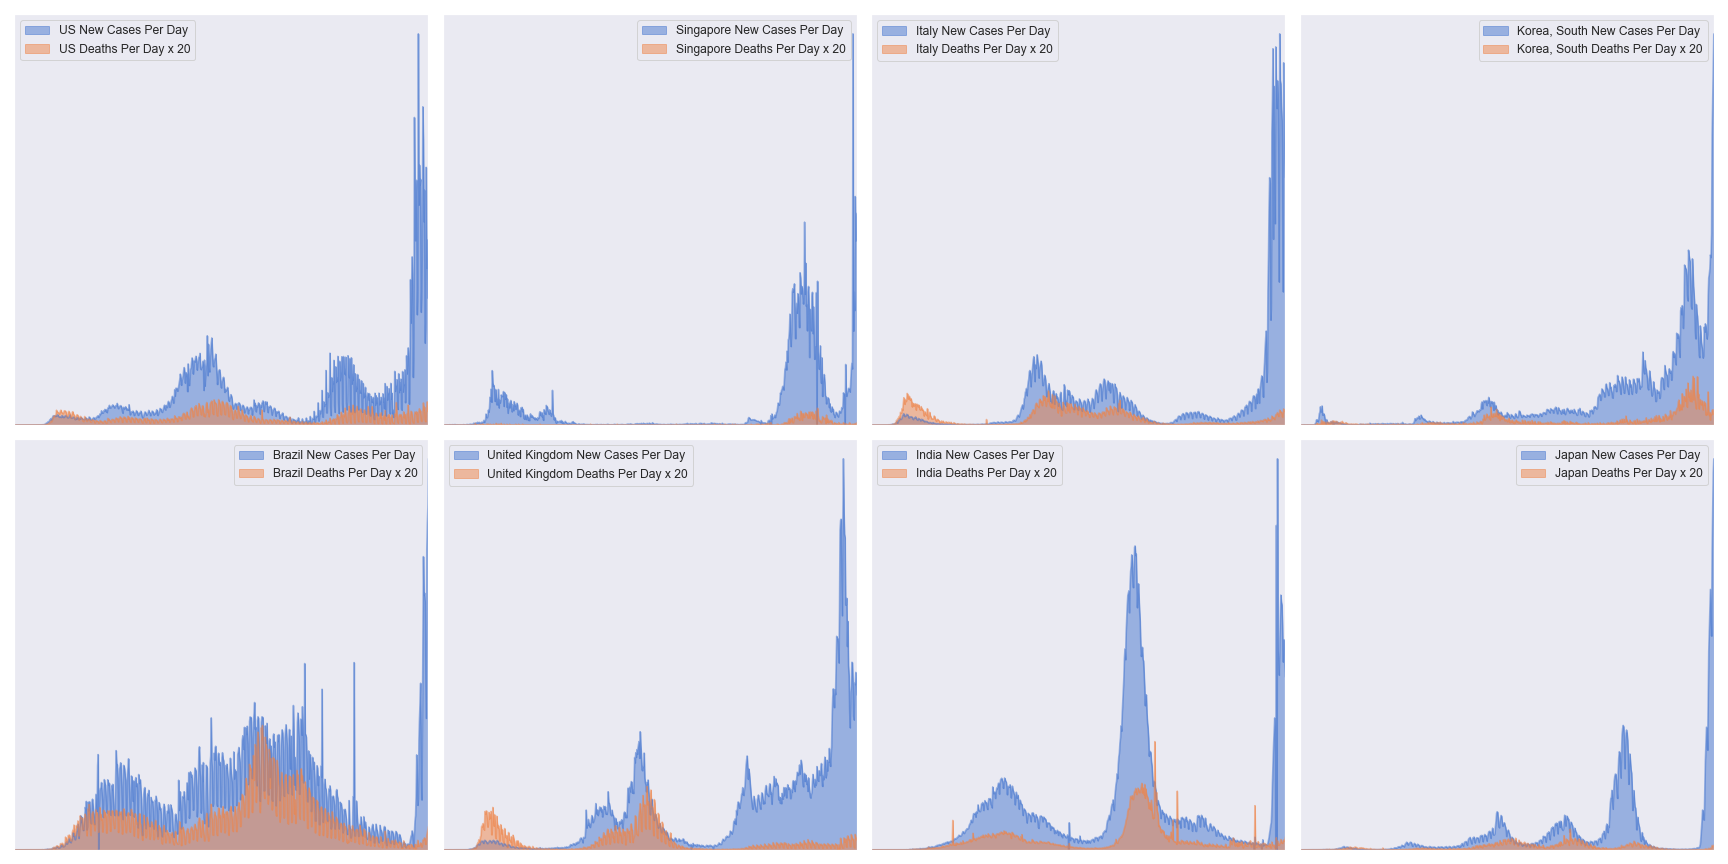 US New Cases Per Day
US Deaths Per Day x 20
Singapore New Cases Per Day
Singapore Deaths Per Day x 20
Italy New Cases Per Day
Italy Deaths Per Day x 20
Korea, South New Cases Per Day
Korea, South Deaths Per Day x 20
Brazil New Cases Per Day
Brazil Deaths Per Day x 20
United Kingdom New Cases Per Day
United Kingdom Deaths Per Day x 20
India New Cases Per Day
India Deaths Per Day x 20
Japan New Cases Per Day
Japan Deaths Per Day x 20